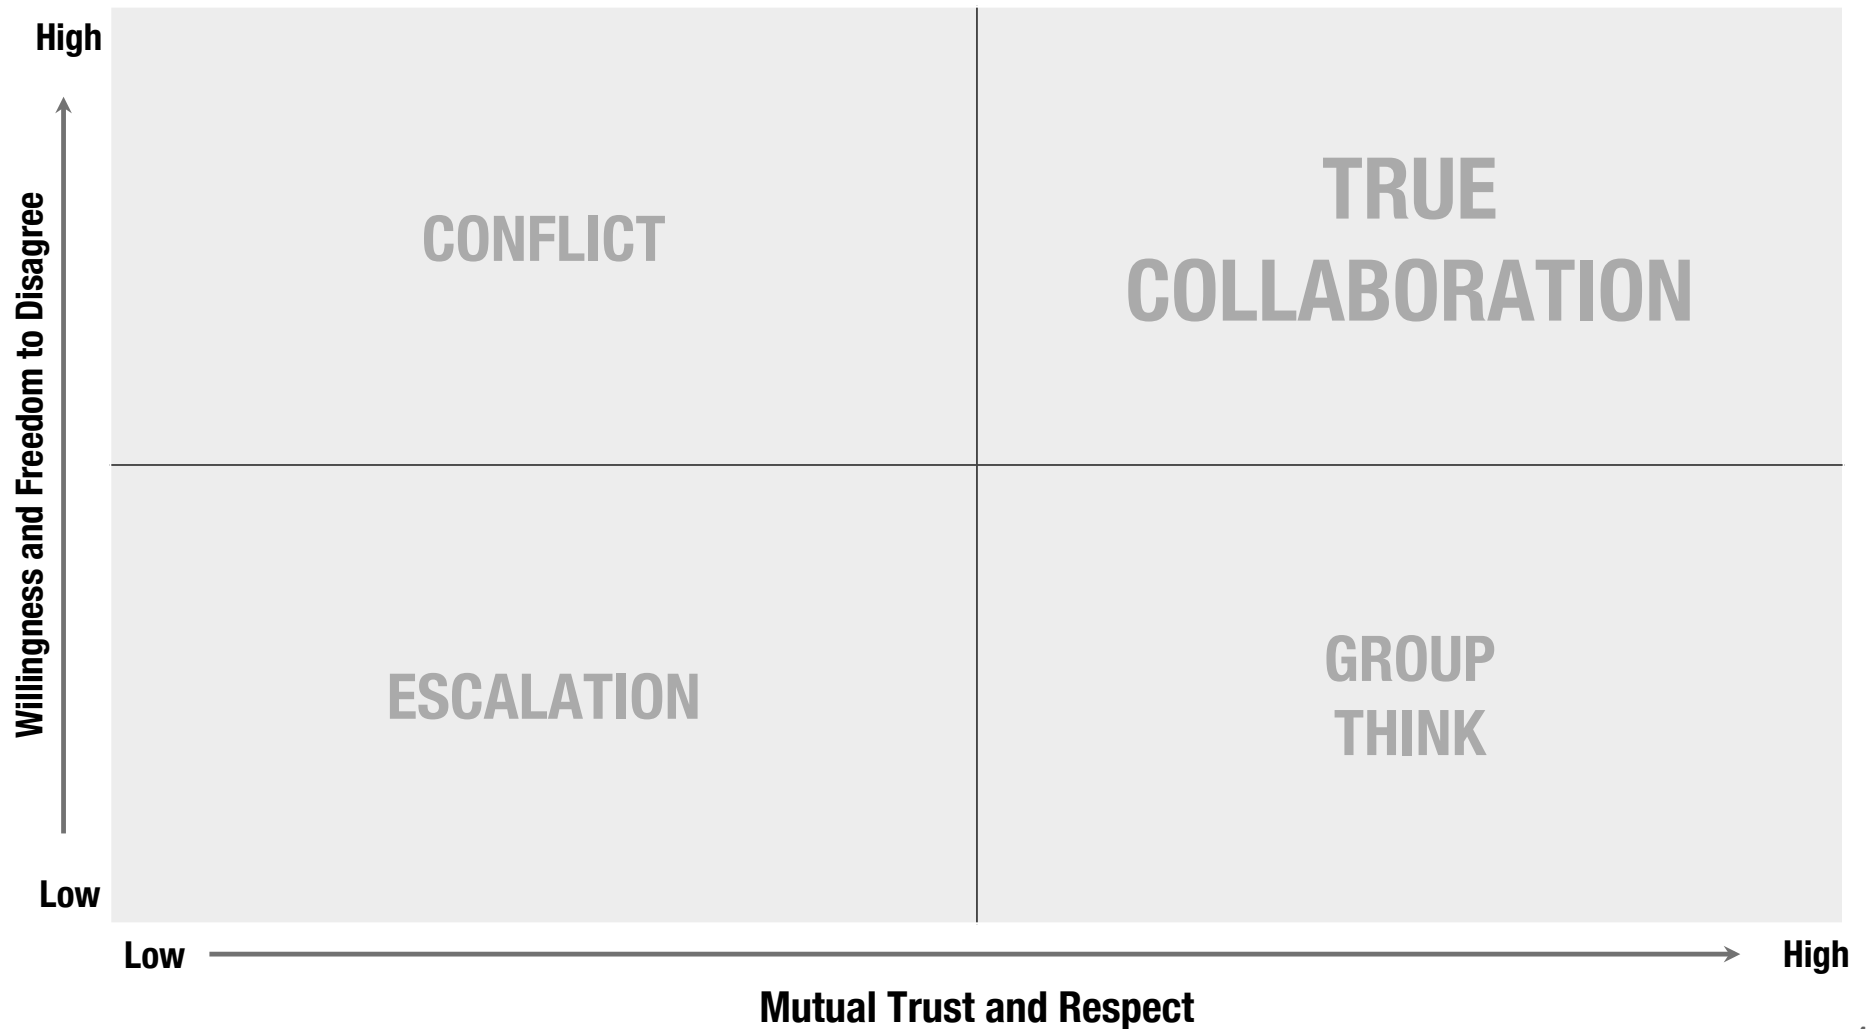 High
Willingness and Freedom to Disagree
CONFLICT
TRUE
COLLABORATION
ESCALATION
GROUP
THINK
Low
Low
High
Mutual Trust and Respect